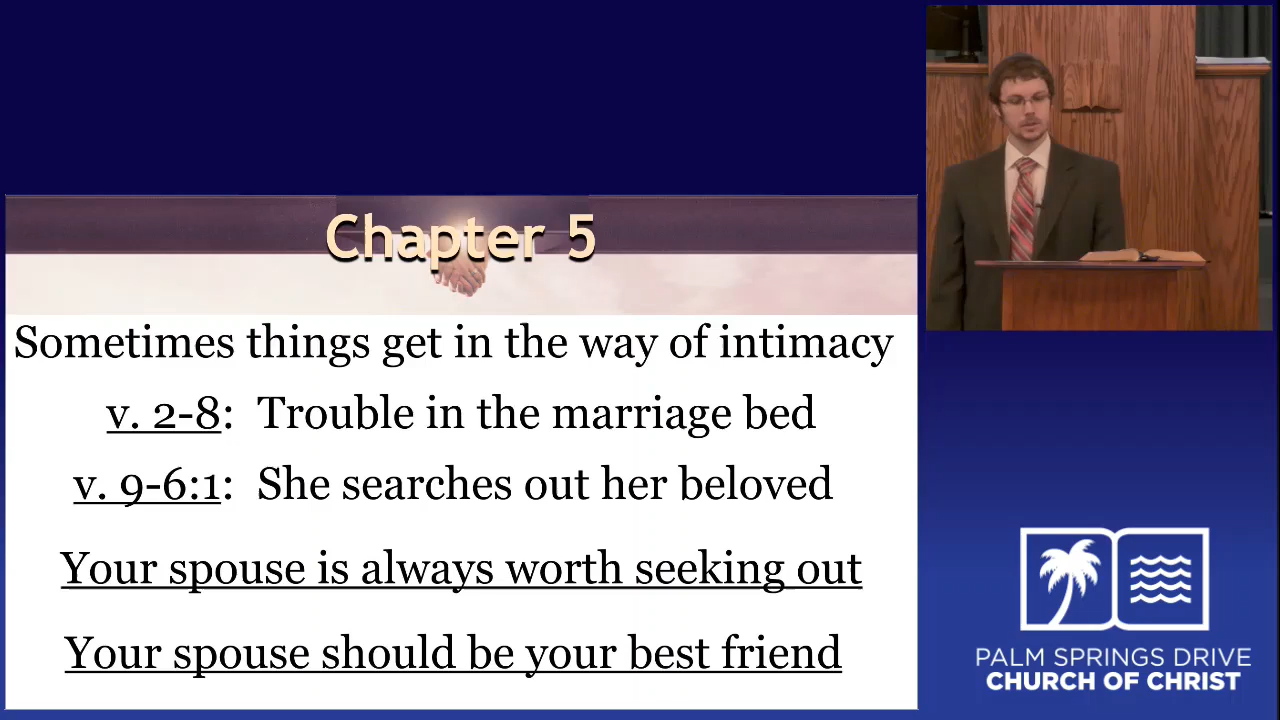 Chapter 5
Sometimes things get in the way of intimacy
v. 2-8: Trouble in the marriage bed
v. 9-6:1: She searches out her beloved
Your spouse is always worth seeking out
Your spouse should be your best friend
PALM SPRINGS DRIVE
CHURCH OF CHRIST